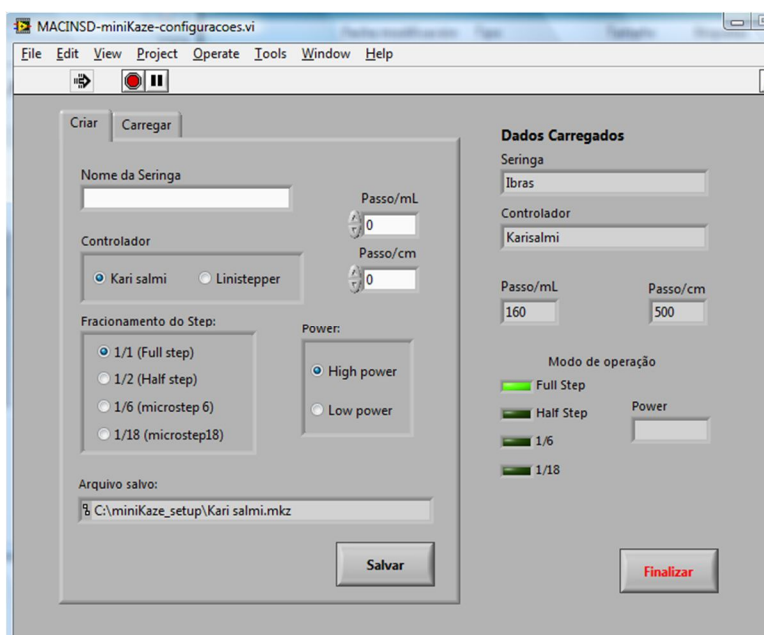 MACINSD-miniKaze-configuracoes.vi
File Edit View Project Operate Tools Window Help
Criar
Carregar
Nome da Seringa
Passo/mL
0
Controlador
Passo/cm
Kari salmi
Linistepper
0
Fracionamento do Step:
Power:
1/1 (Full step)
1/2 (Half step)
1/6 (microstep 6)
1/18 (microstep18)
High power
Low power
Arquivo salvo:
C:\miniKaze_setup\Kari salmi.mkz
Salvar
Dados Carregados
Seringa
Ibras
Controlador
Karisalmi
Passo/mL
Passo/cm
160
500
Modo de operação
Full Step
Half Step
Power
1/6
1/18
Finalizar